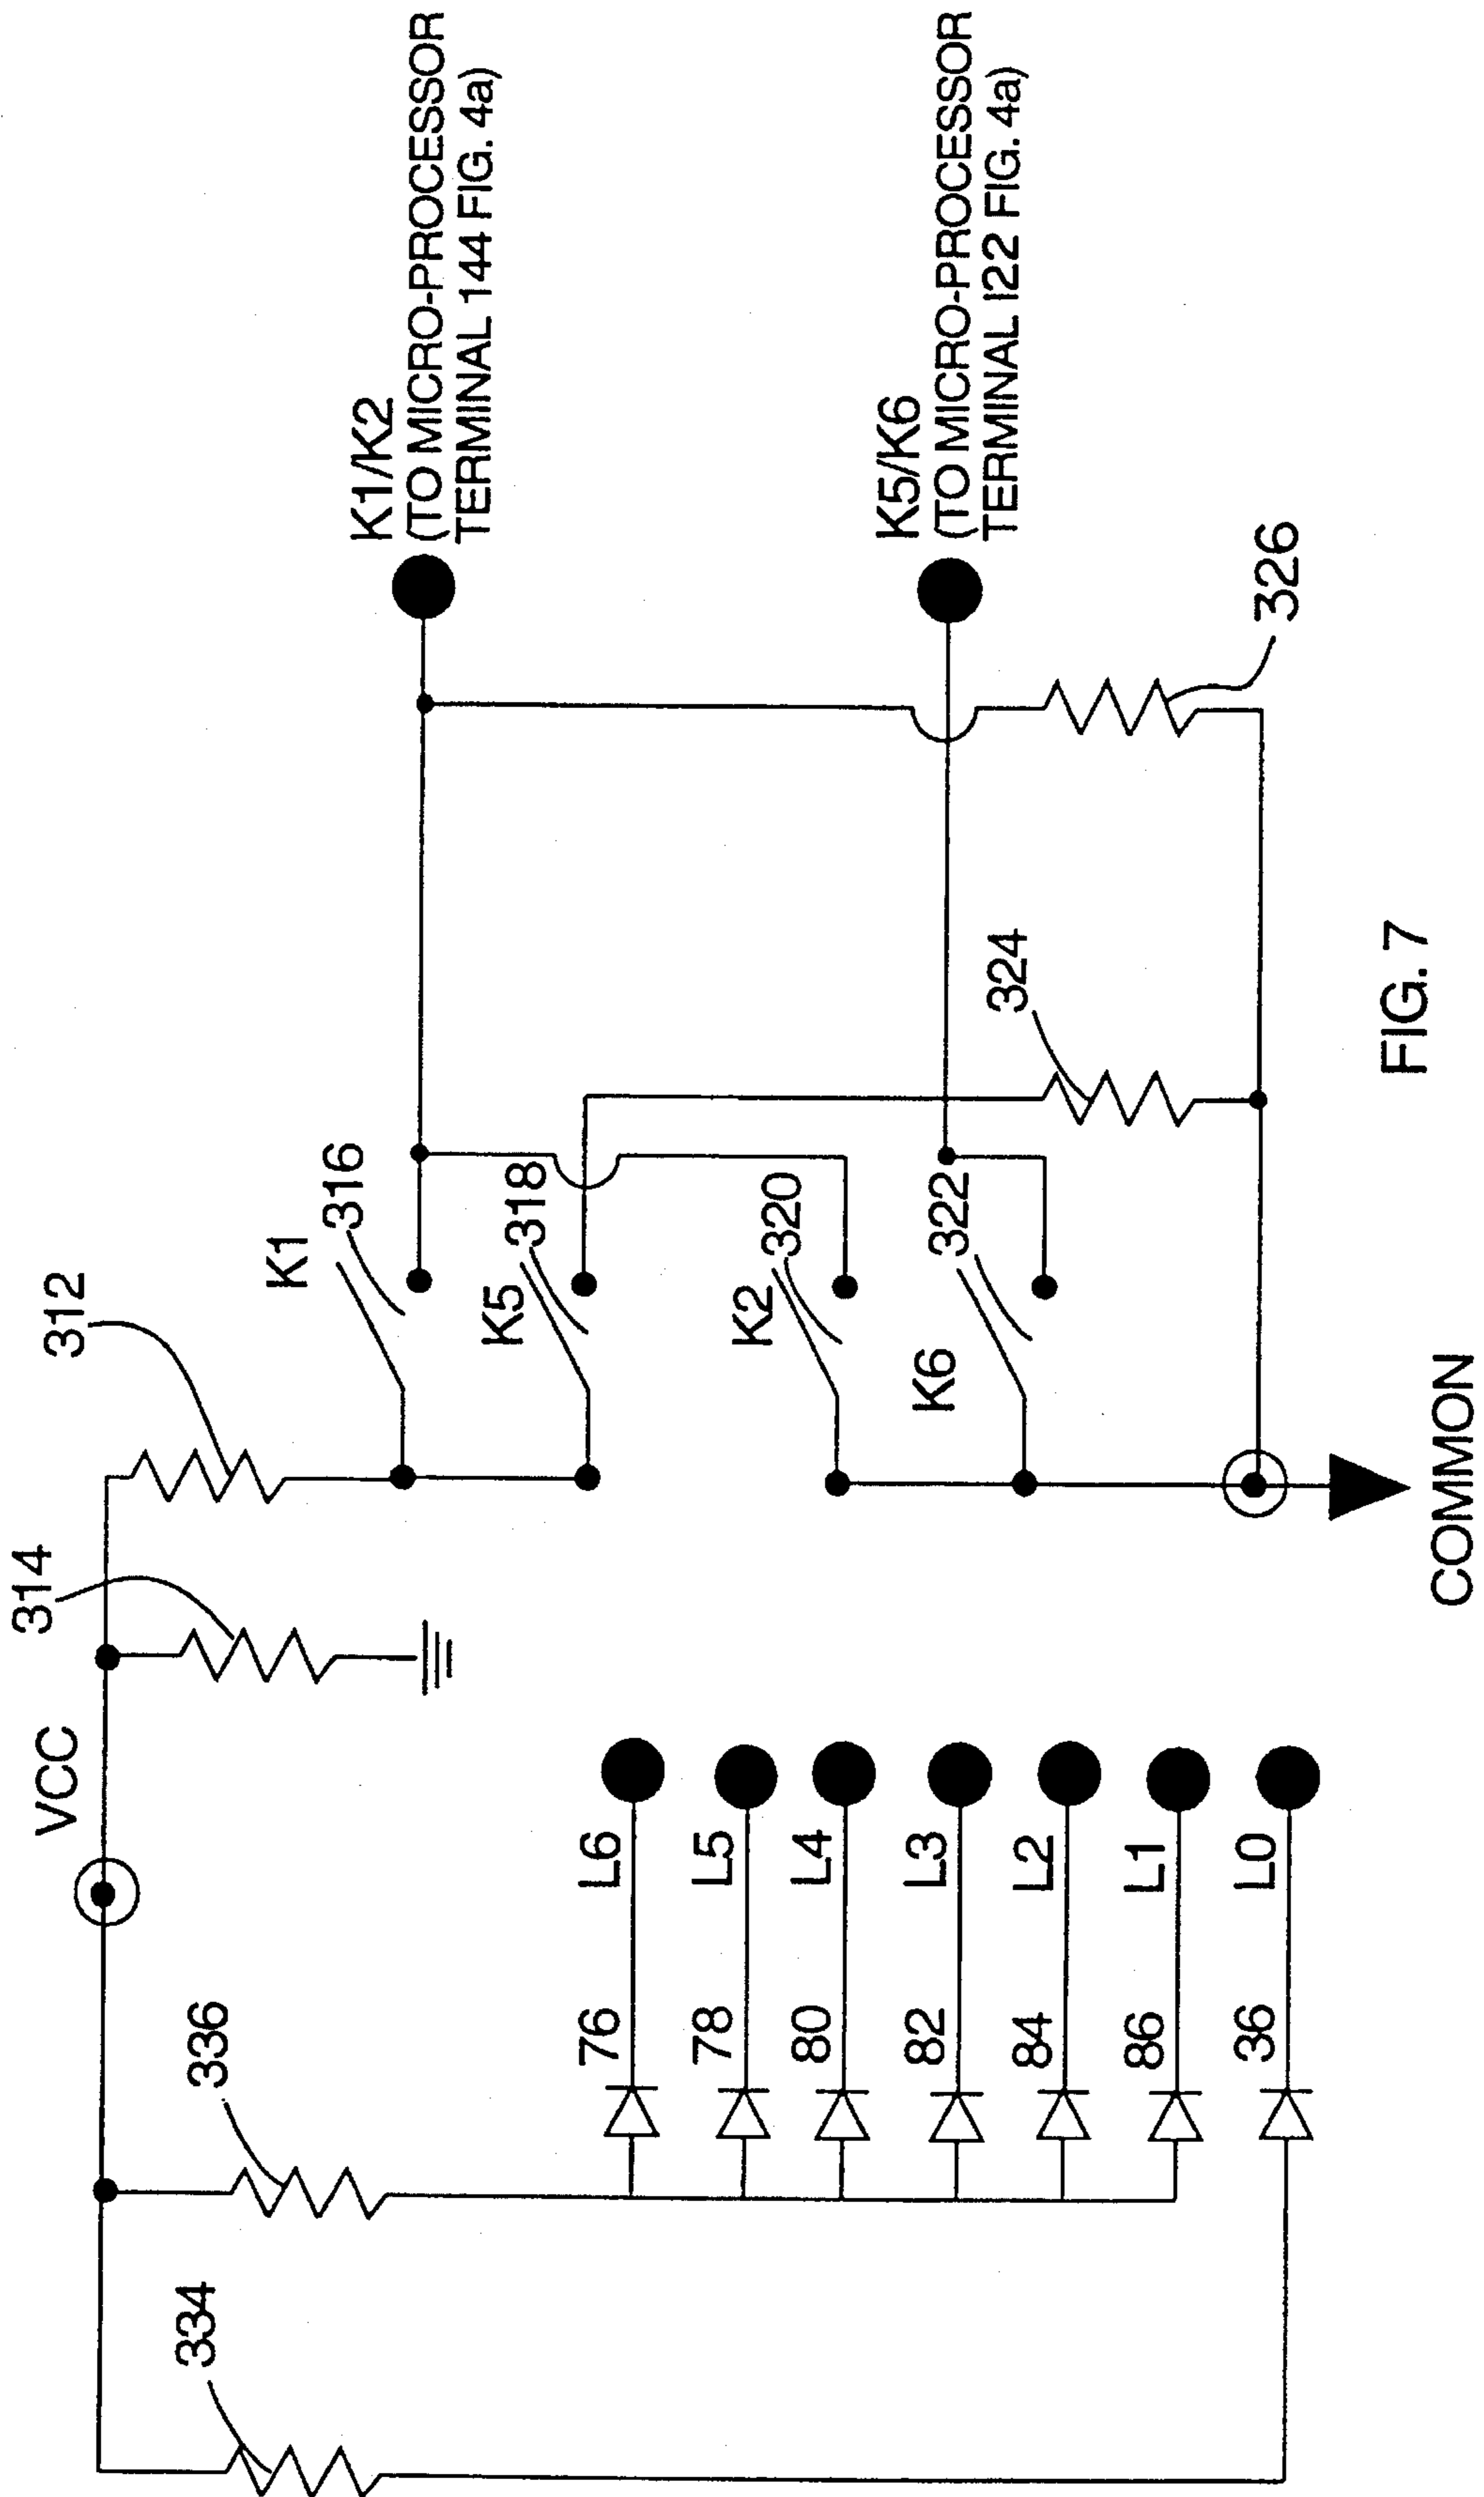 VCC
314
312
334
336
K1
316
K1/K2
(TO MICRO-PROCESSOR
TERMINAL 144 FIG. 4a)
K5
318
K2
320
K6
322
324
K5/K6
(TO MICRO-PROCESSOR
TERMINAL 122 FIG. 4a)
326
76 L6
78 L5
80 L4
82 L3
84 L2
86 L1
36 L0
COMMON
FIG. 7